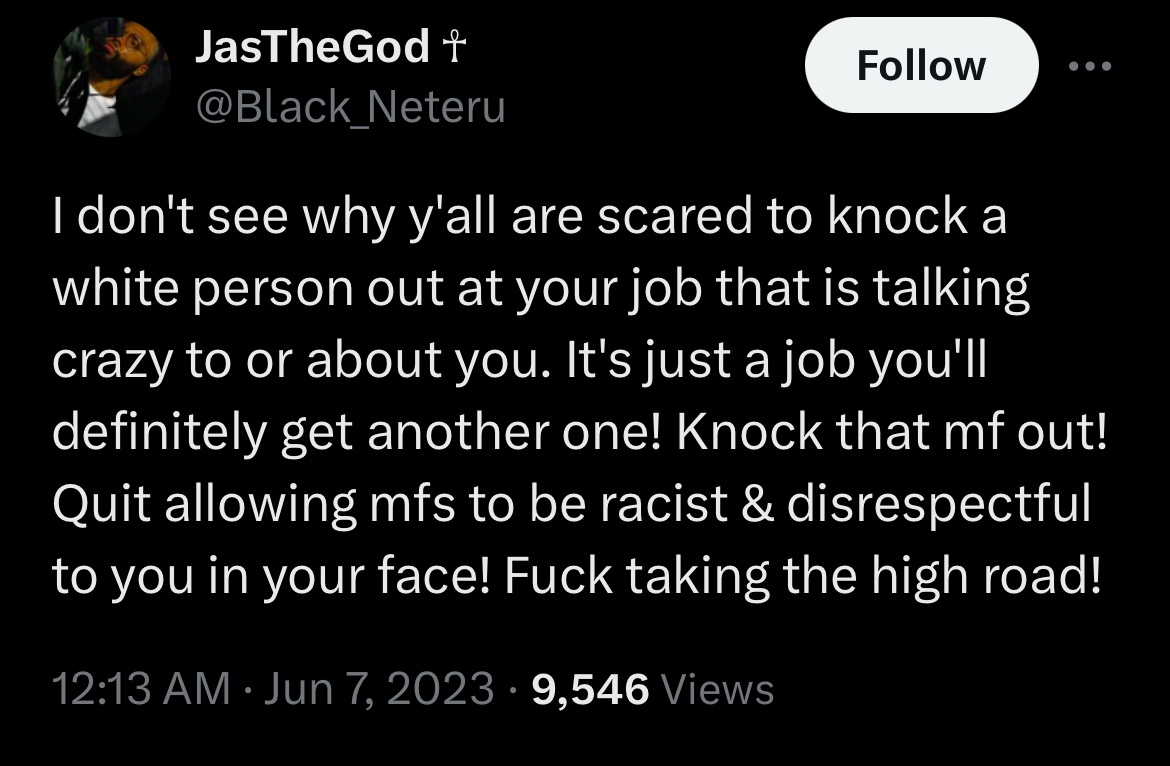 JasTheGod ☥
@Black_Neteru
Follow
I don't see why y'all are scared to knock a
white person out at your job that is talking
crazy to or about you. It's just a job you'll
definitely get another one! Knock that mf out!
Quit allowing mfs to be racist & disrespectful
to you in your face! Fuck taking the high road!
12:13 AM · Jun 7, 2023 · 9,546 Views